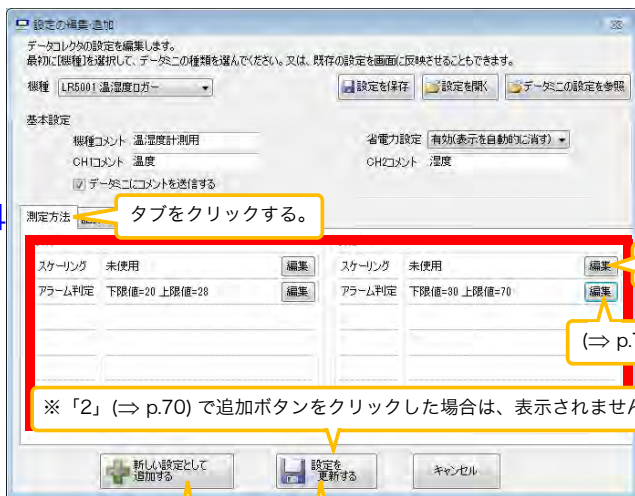 設定の編集・追加
データコレクタの設定を編集します。
最初に[機種]を選択して、データミニの種類を選んでください。又は、既存の設定を画面に反映させることもできます。
機種 LR5001 温湿度ロガー 設定を保存 設定を開く データミニの設定を参照
基本設定
機種コメント 温湿度計測用 省電力設定 有効(表示を自動的に消す)
CH1コメント 温度 CH2コメント 湿度
データミニにコメントを送信する
4
測定方法 タブをクリックする。
スケーリング 未使用 編集 スケーリング 未使用 編集
アラーム判定 下限値=20 上限値=28 編集 アラーム判定 下限値=30 上限値=70 編集
(⇒ p.7
※「2」(⇒ p.70) で追加ボタンをクリックした場合は、表示されません
新しい設定として
追加する
設定を
更新する
キャンセル